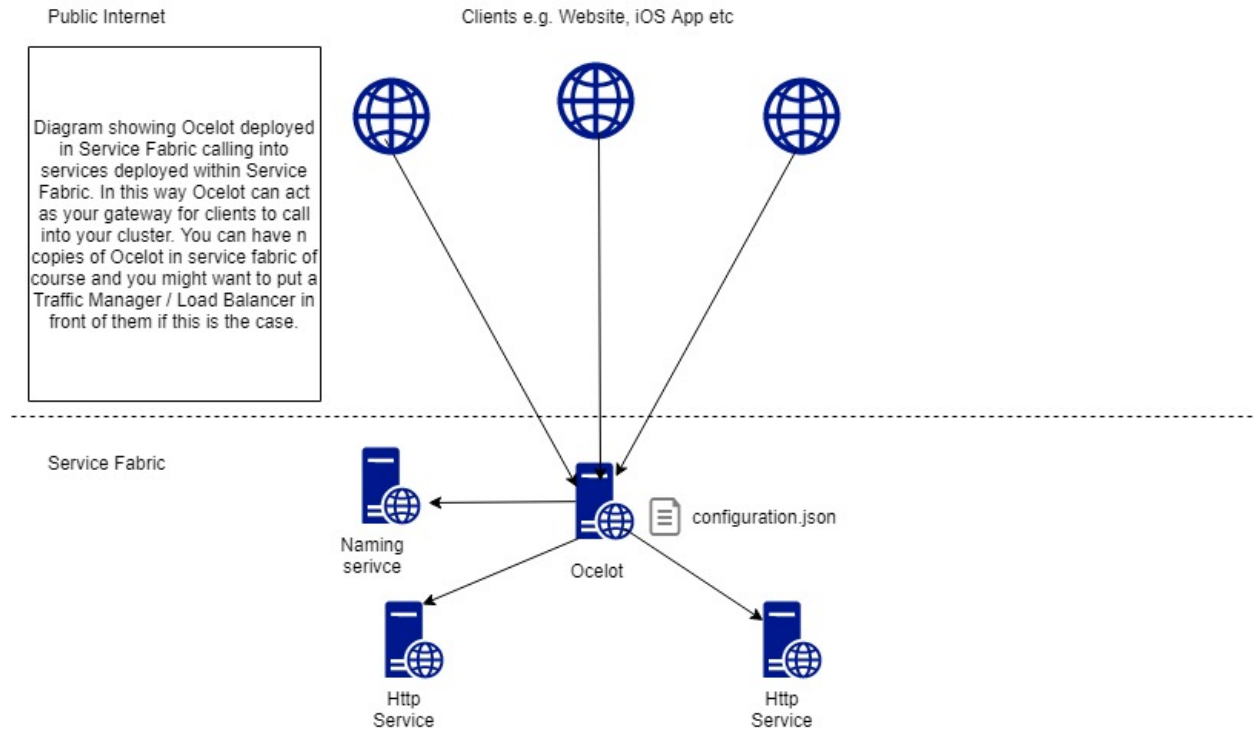 Public Internet
Clients e.g. Website, iOS App etc
Diagram showing Ocelot deployed
in Service Fabric calling into
services deployed within Service
Fabric. In this way Ocelot can act
as your gateway for clients to call
into your cluster. You can have n
copies of Ocelot in service fabric of
course and you might want to put a
Traffic Manager / Load Balancer in
front of them if this is the case.
Service Fabric
configuration.json
Naming
serivce
Ocelot
Http
Service
Http
Service